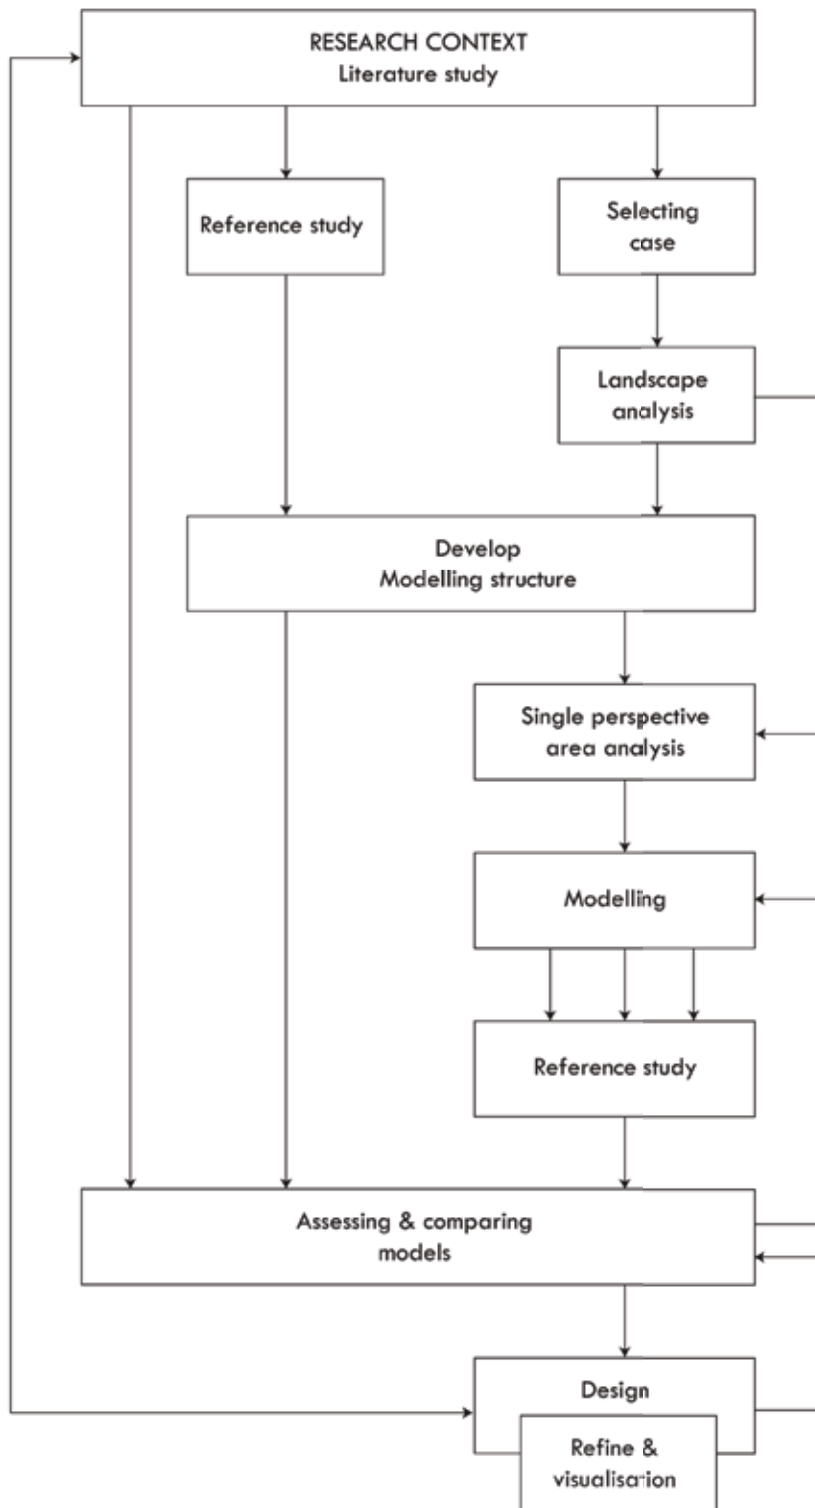 RESEARCH CONTEXT
Literature study
Reference study
Selecting
case
Landscape
analysis
Develop
Modelling structure
Single perspective
area analysis
Modelling
Reference study
Assessing & comparing
models
Design
Refine &
visualisation